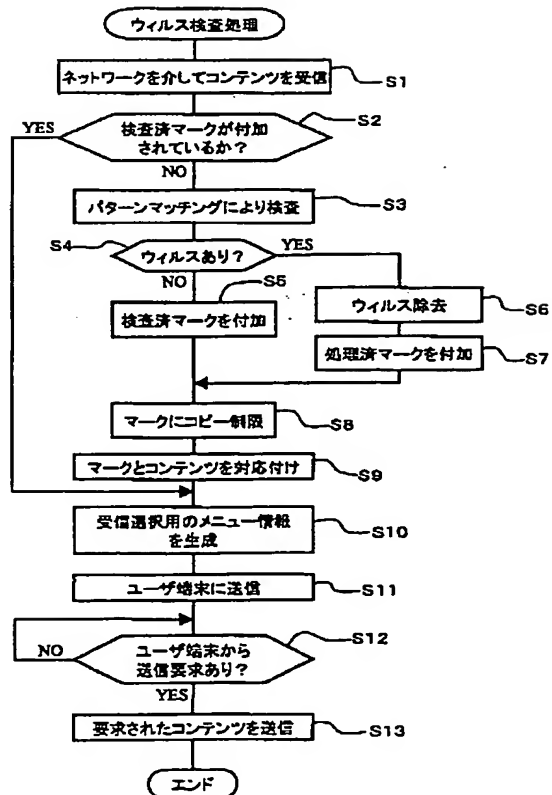 ウィルス検査処理
ネットワークを介してコンテンツを受信
S1
YES
検査済マークが付加
されているか?
S2
NO
パターンマッチングにより検査
S3
S4
ウィルスあり?
YES
NO
S5
検査済マークを付加
ウィルス除去
S6
処理済マークを付加
S7
マークにコピー制限
S8
マークとコンテンツを対応付け
S9
受信選択用のメニュー情報
を生成
S10
ユーザ端末に送信
S11
NO
ユーザ端末から
送信要求あり?
S12
YES
要求されたコンテンツを送信
S13
エンド